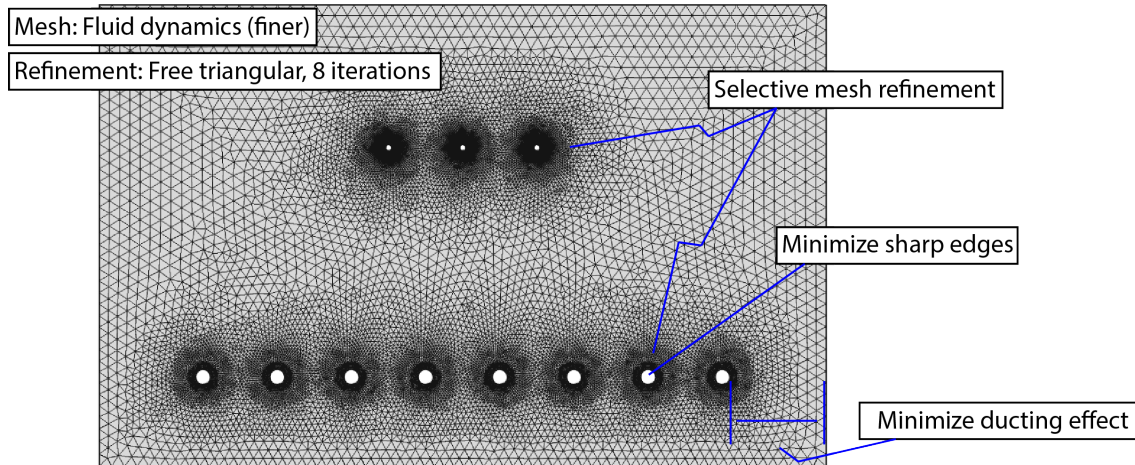 Mesh: Fluid dynamics (finer)
Refinement: Free triangular, 8 iterations
Selective mesh refinement
Minimize sharp edges
Minimize ducting effect